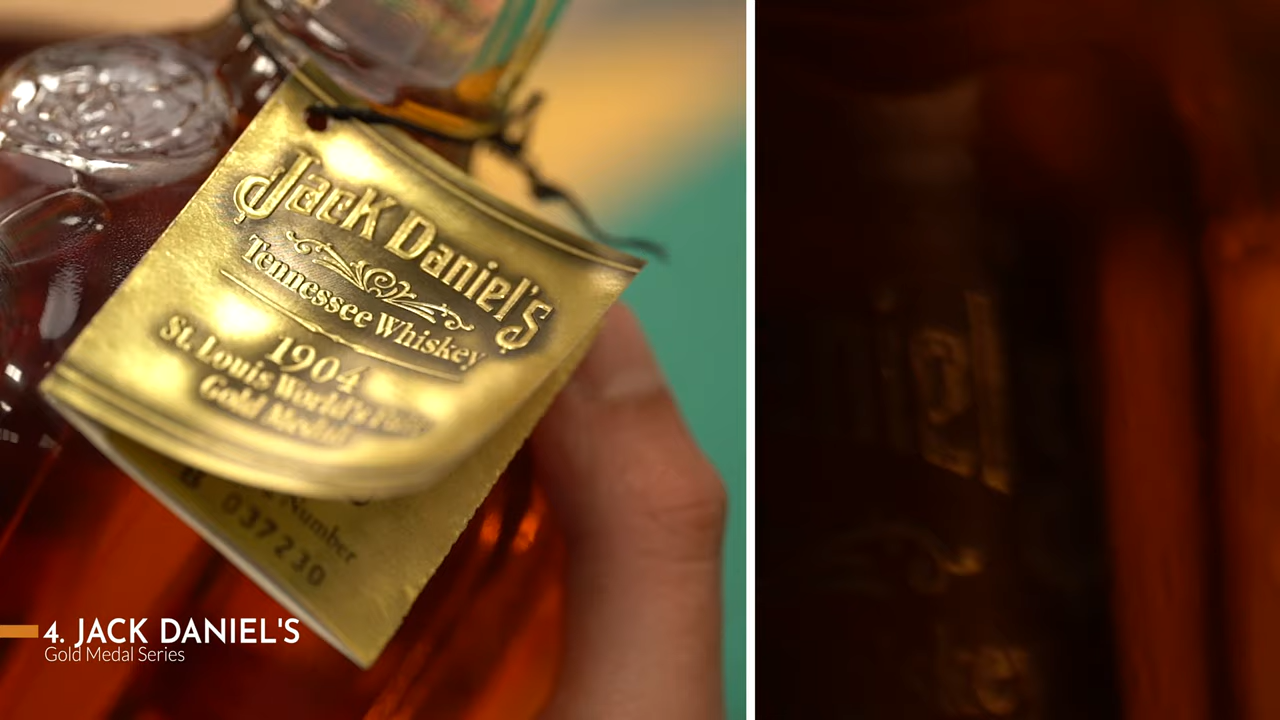 Jack Daniel's
Tennessee Whiskey
1904
St. Louis World's Fair
Gold Medal
Number
037230
4. JACK DANIEL'S
Gold Medal Series